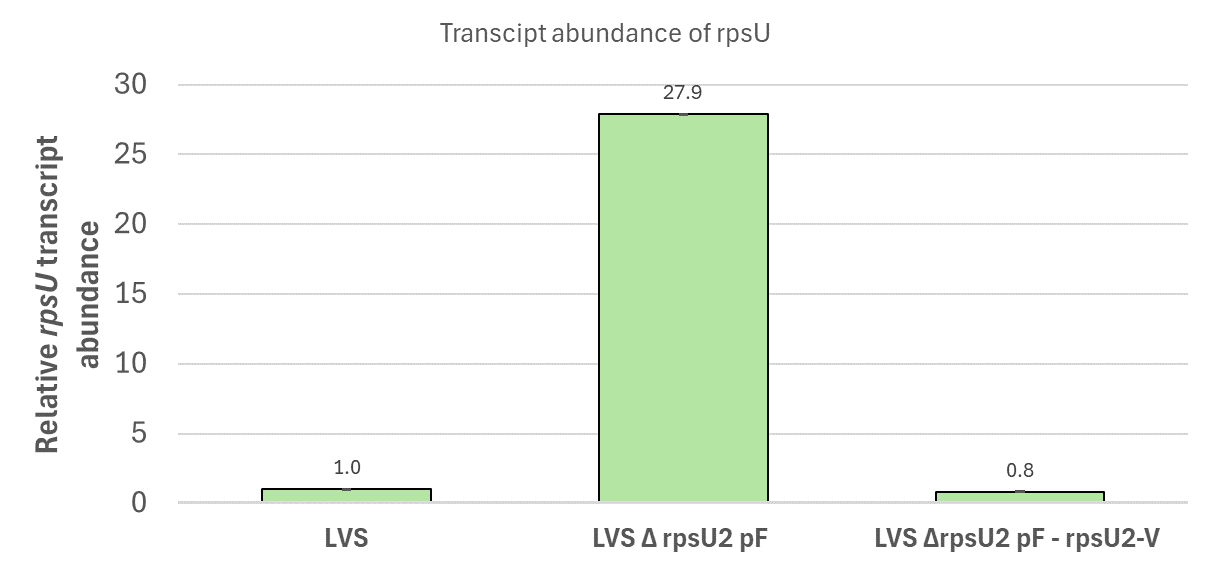 Transcipt abundance of rpsU
Relative rpsU transcript
abundance
30
25
20
15
10
5
0
1.0
27.9
0.8
LVS
LVS Δ rpsU2 pF
LVS ΔrpsU2 pF - rpsU2-V